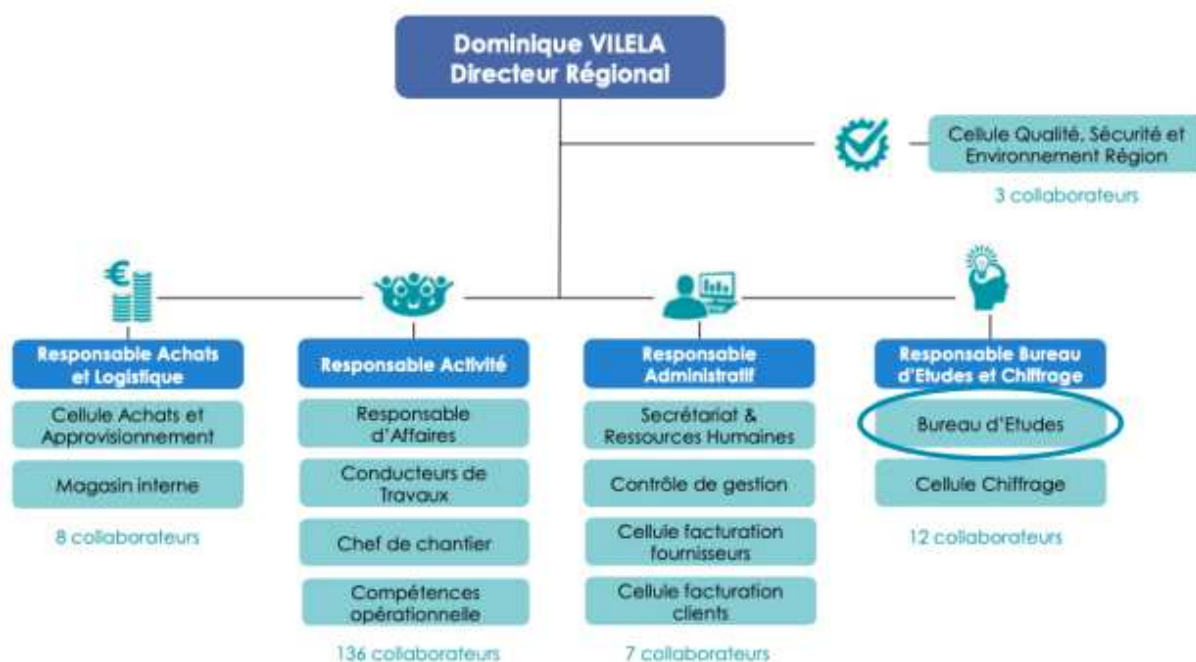 Dominique VILELA
Directeur Régional
Cellule Qualité, Sécurité et
Environnement Région
3 collaborateurs
€
Responsable Achats
et Logistique
Cellule Achats et
Approvisionnement
Magasin interne
8 collaborateurs
Responsable Activité
Responsable
d'Affaires
Conducteurs de
Travaux
Chef de chantier
Compétences
opérationnelle
136 collaborateurs
Responsable
Administratif
Secrétariat &
Ressources Humaines
Contrôle de gestion
Cellule facturation
fournisseurs
Cellule facturation
clients
7 collaborateurs
Responsable Bureau
d'Etudes et Chiffrage
Bureau d'Etudes
Cellule Chiffrage
12 collaborateurs